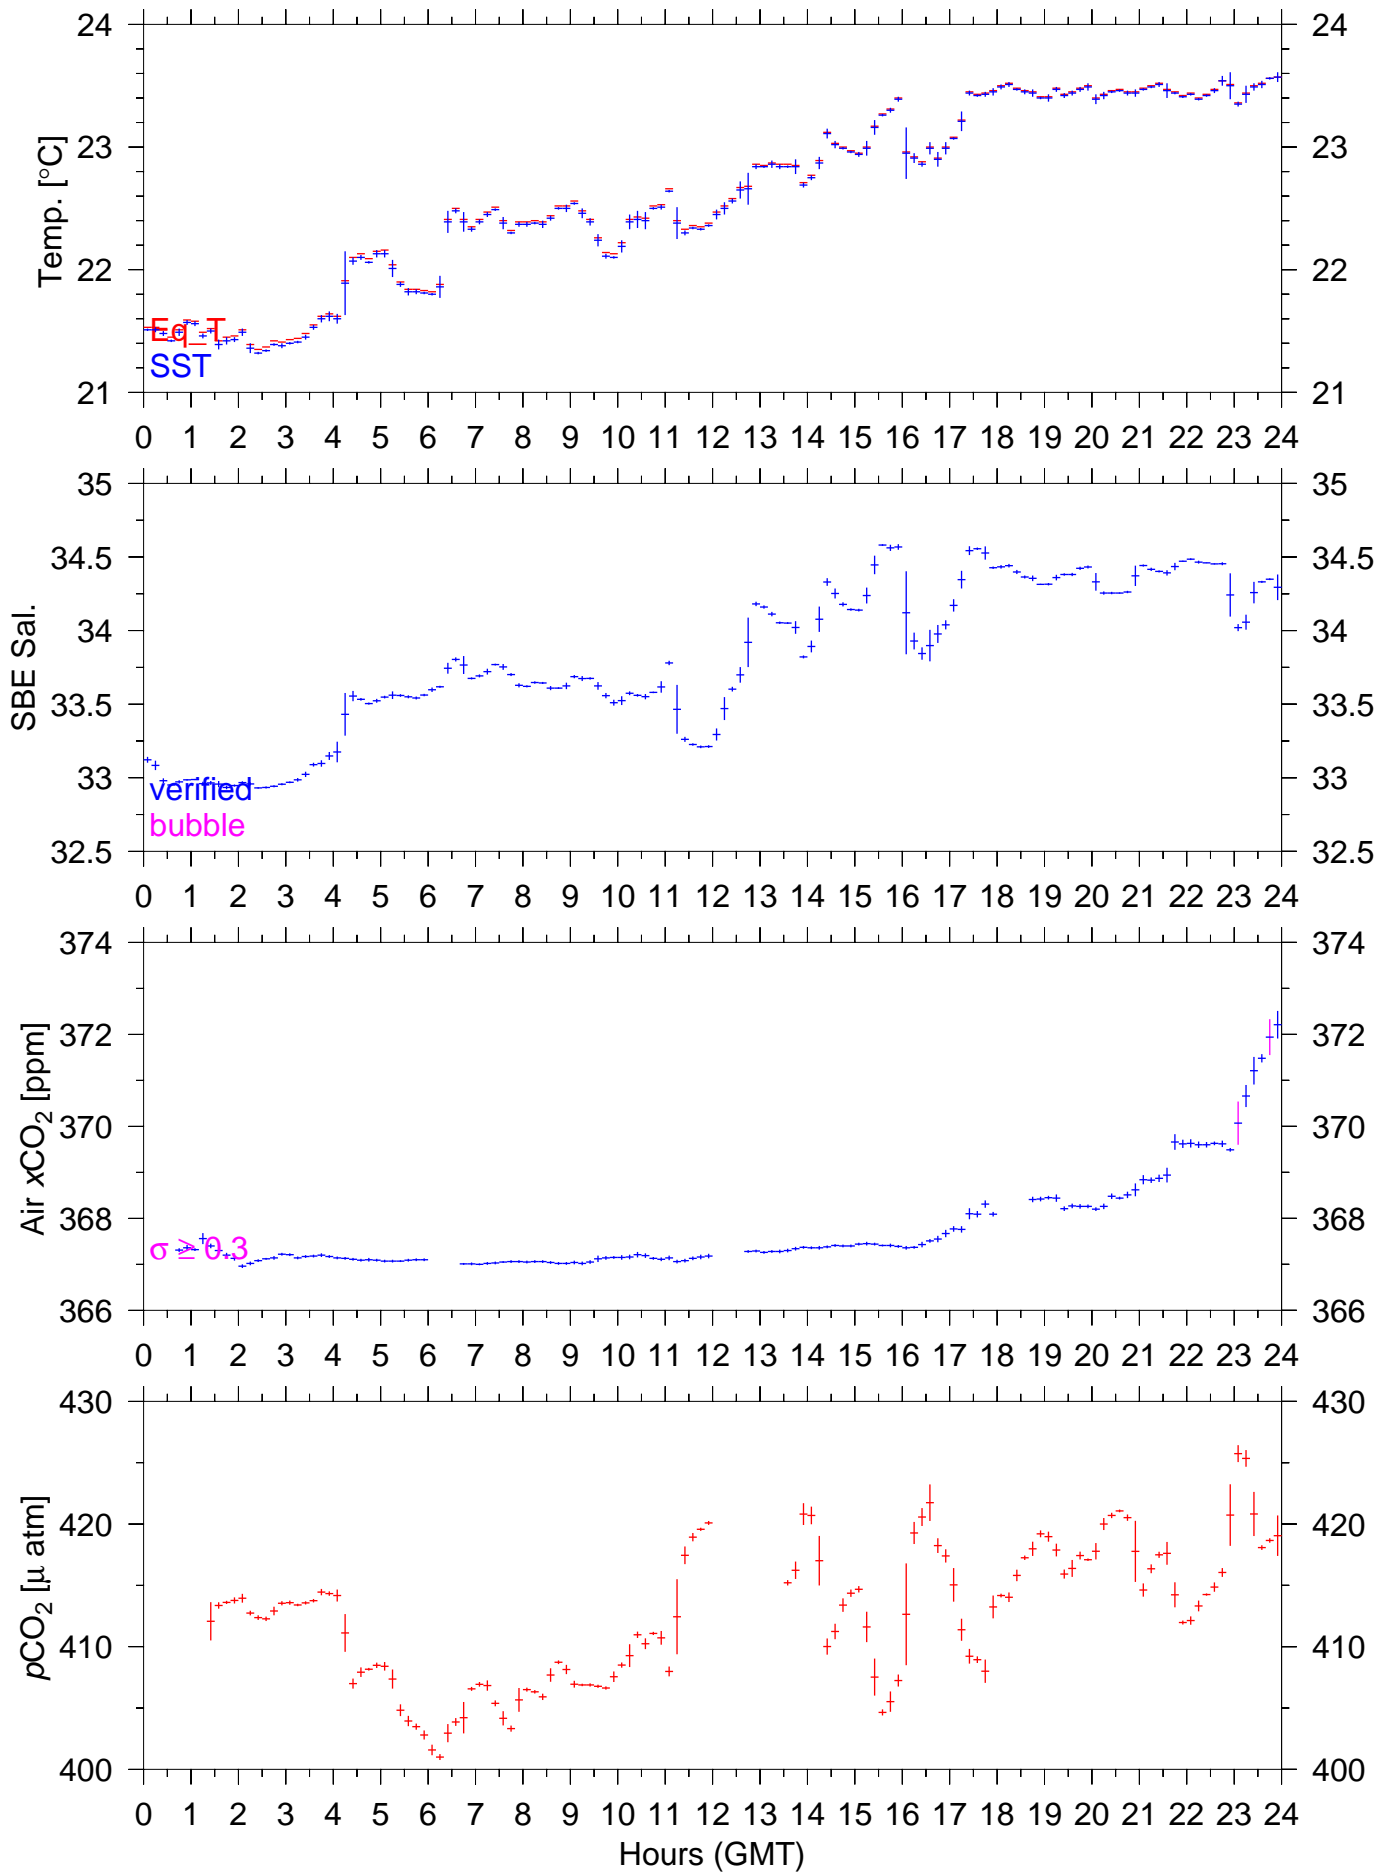 24 24
Temp. [°C]
23 23
22 22
Eq_T
SST
21 21
0 1 2 3 4 5 6 7 8 9 10 11 12 13 14 15 16 17 18 19 20 21 22 23 24
35 35
SBE Sal.
34.5 34.5
34 34
33.5 33.5
33 33
verified
bubble
32.5 32.5
0 1 2 3 4 5 6 7 8 9 10 11 12 13 14 15 16 17 18 19 20 21 22 23 24
374 374
Air xCO₂ [ppm]
372 372
370 370
368 368
σ ≥ 0.3
366 366
0 1 2 3 4 5 6 7 8 9 10 11 12 13 14 15 16 17 18 19 20 21 22 23 24
430 430
pCO₂ [μ atm]
420 420
410 410
400 400
0 1 2 3 4 5 6 7 8 9 10 11 12 13 14 15 16 17 18 19 20 21 22 23 24
Hours (GMT)